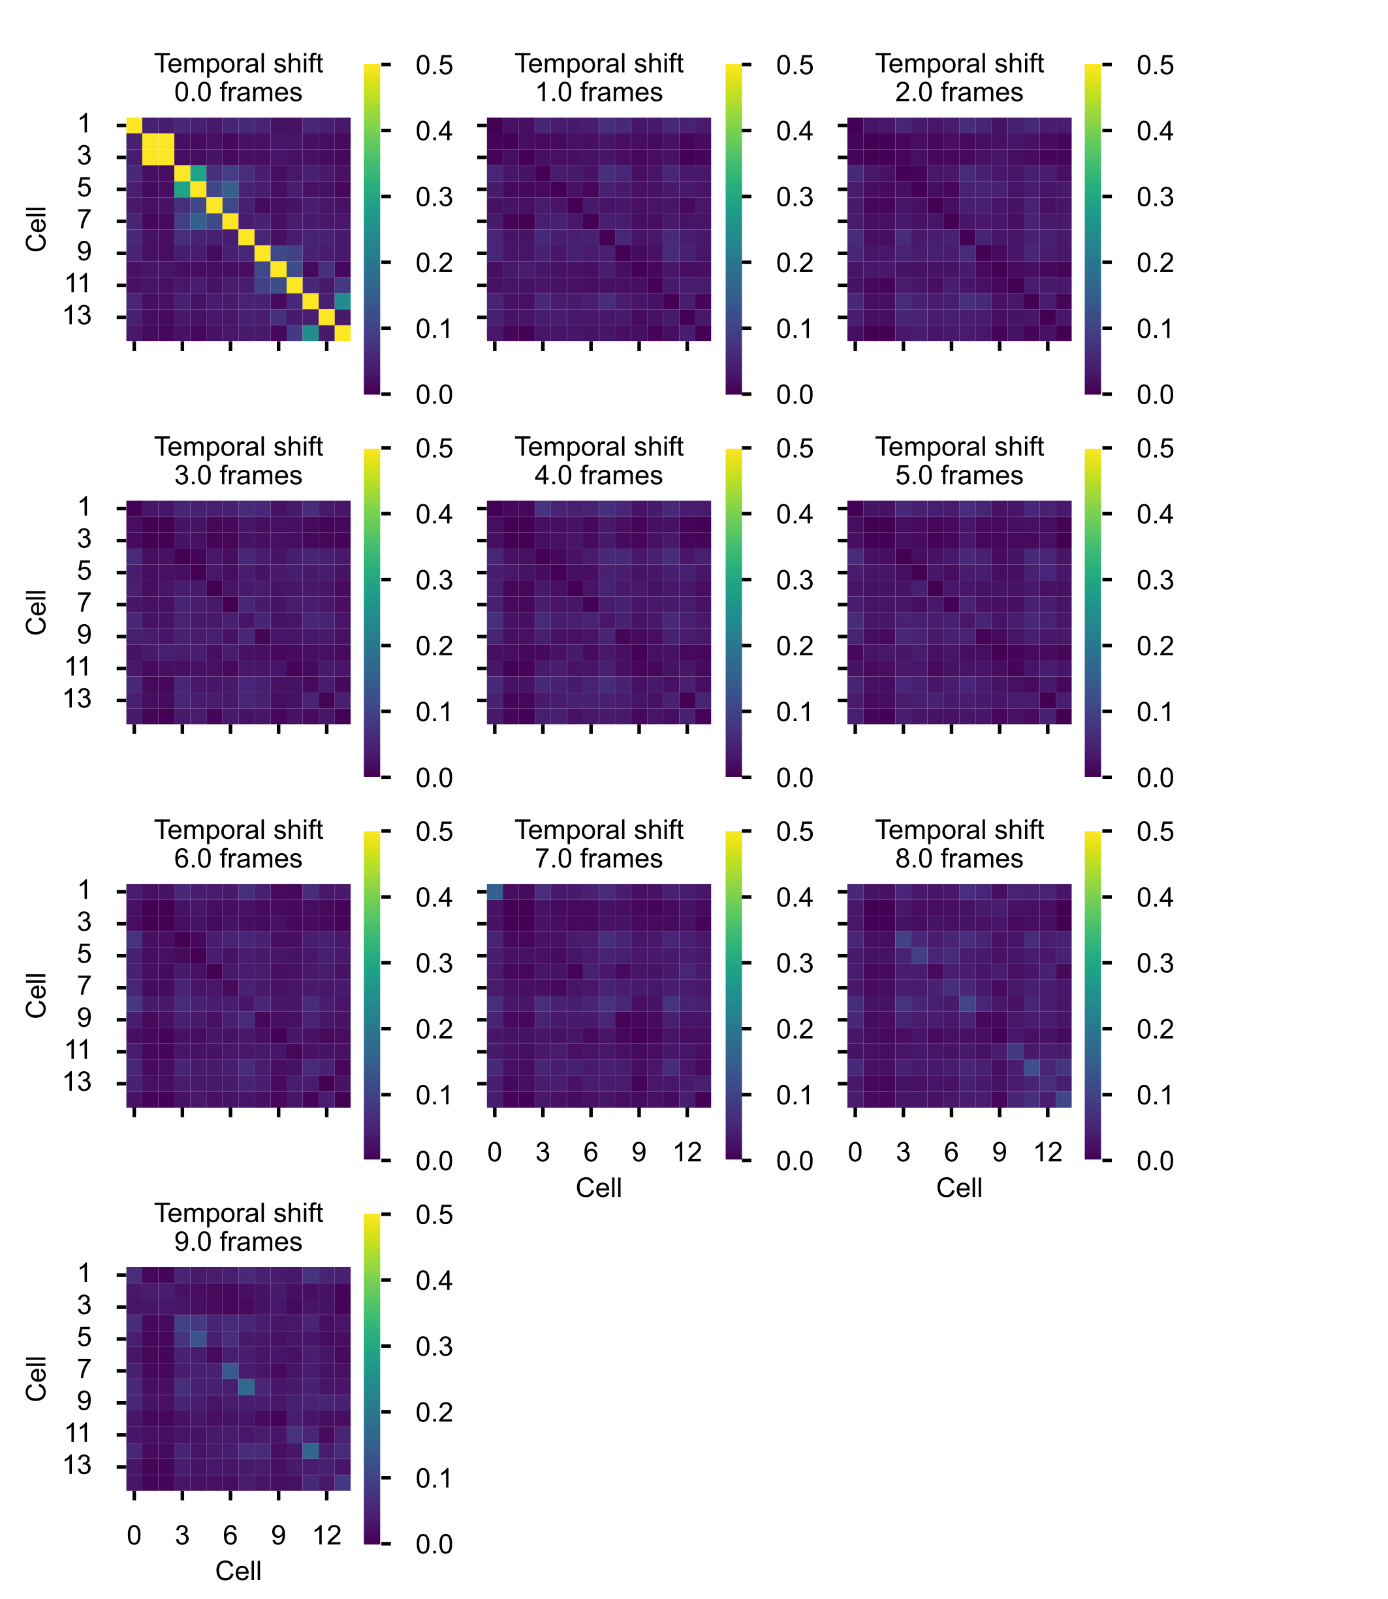 Temporal shift
0.0 frames
Temporal shift
1.0 frames
Temporal shift
2.0 frames
0.5
0.4
0.3
0.2
0.1
0.0
0.5
0.4
0.3
0.2
0.1
0.0
0.5
0.4
0.3
0.2
0.1
0.0
1
3
5
7
9
11
13
Cell
Temporal shift
3.0 frames
Temporal shift
4.0 frames
Temporal shift
5.0 frames
0.5
0.4
0.3
0.2
0.1
0.0
0.5
0.4
0.3
0.2
0.1
0.0
0.5
0.4
0.3
0.2
0.1
0.0
1
3
5
7
9
11
13
Cell
Temporal shift
6.0 frames
Temporal shift
7.0 frames
Temporal shift
8.0 frames
0.5
0.4
0.3
0.2
0.1
0.0
0.5
0.4
0.3
0.2
0.1
0.0
0.5
0.4
0.3
0.2
0.1
0.0
1
3
5
7
9
11
13
Cell
0 3 6 9 12
Cell
0 3 6 9 12
Cell
Temporal shift
9.0 frames
0.5
0.4
0.3
0.2
0.1
0.0
1
3
5
7
9
11
13
Cell
0 3 6 9 12
Cell